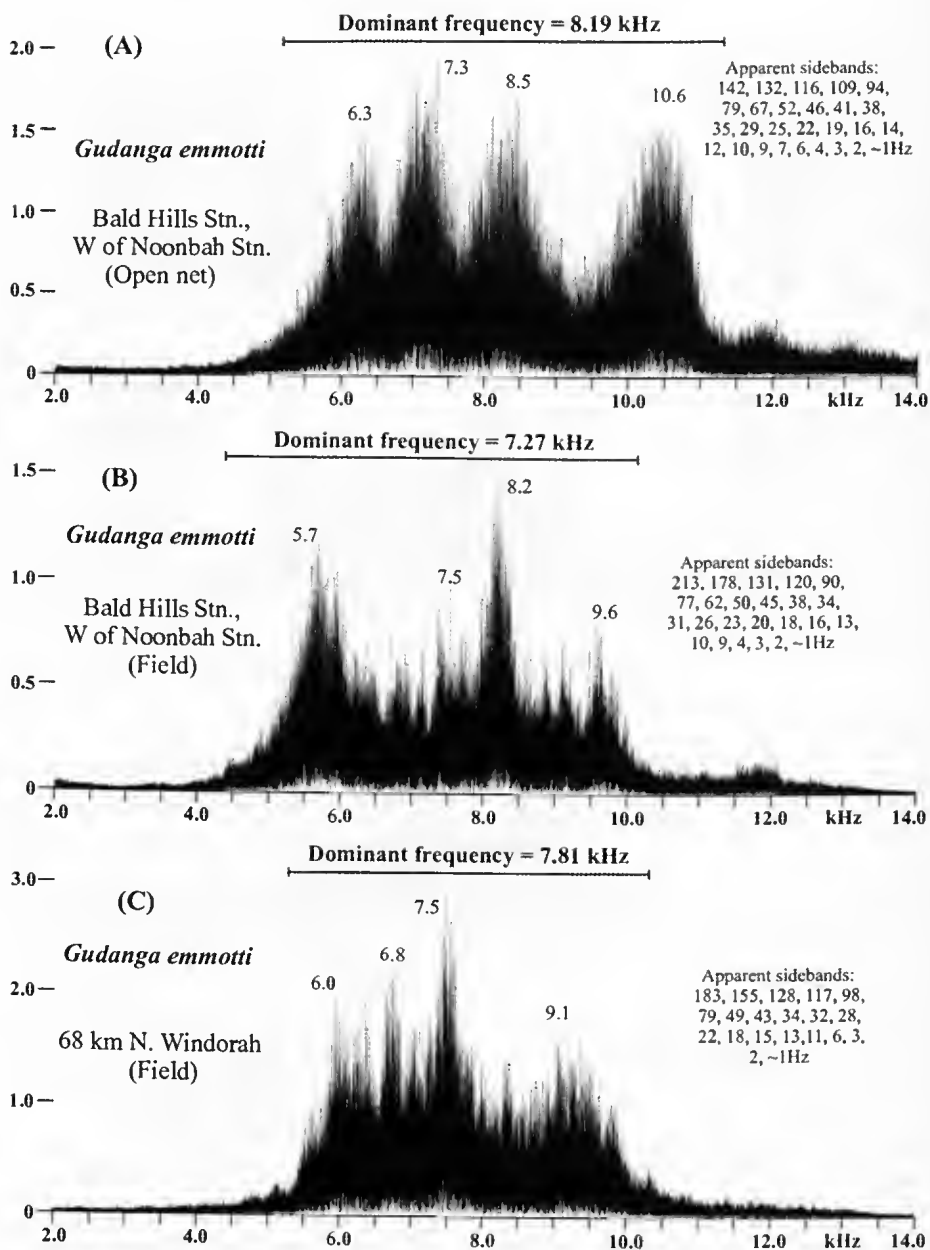 Dominant frequency = 8.19 kHz
(A)
2.0
7.3
8.5
6.3
10.6
Apparent sidebands:
142, 132, 116, 109, 94,
79, 67, 52, 46, 41, 38,
35, 29, 25, 22, 19, 16, 14,
12, 10, 9, 7, 6, 4, 3, 2, ~1Hz
1.5
Gudanga emmotti
Bald Hills Stn.,
W of Noonbah Stn.
(Open net)
1.0
0.5
0
2.0 4.0 6.0 8.0 10.0 12.0 kHz 14.0
Dominant frequency = 7.27 kHz
(B)
1.5
8.2
5.7
7.5
9.6
Gudanga emmotti
Apparent sidebands:
213, 178, 131, 120, 90,
77, 62, 50, 45, 38, 34,
31, 26, 23, 20, 18, 16, 13,
10, 9, 4, 3, 2, ~1Hz
1.0
Bald Hills Stn.,
W of Noonbah Stn.
(Field)
0.5
0
2.0 4.0 6.0 8.0 10.0 12.0 kHz 14.0
Dominant frequency = 7.81 kHz
3.0
(C)
7.5
6.8
6.0
9.1
Gudanga emmotti
Apparent sidebands:
183, 155, 128, 117, 98,
79, 49, 43, 34, 32, 28,
22, 18, 15, 13,11, 6, 3,
2, ~1Hz
2.0
68 km N. Windorah
(Field)
1.0
0
2.0 4.0 6.0 8.0 10.0 12.0 kHz 14.0